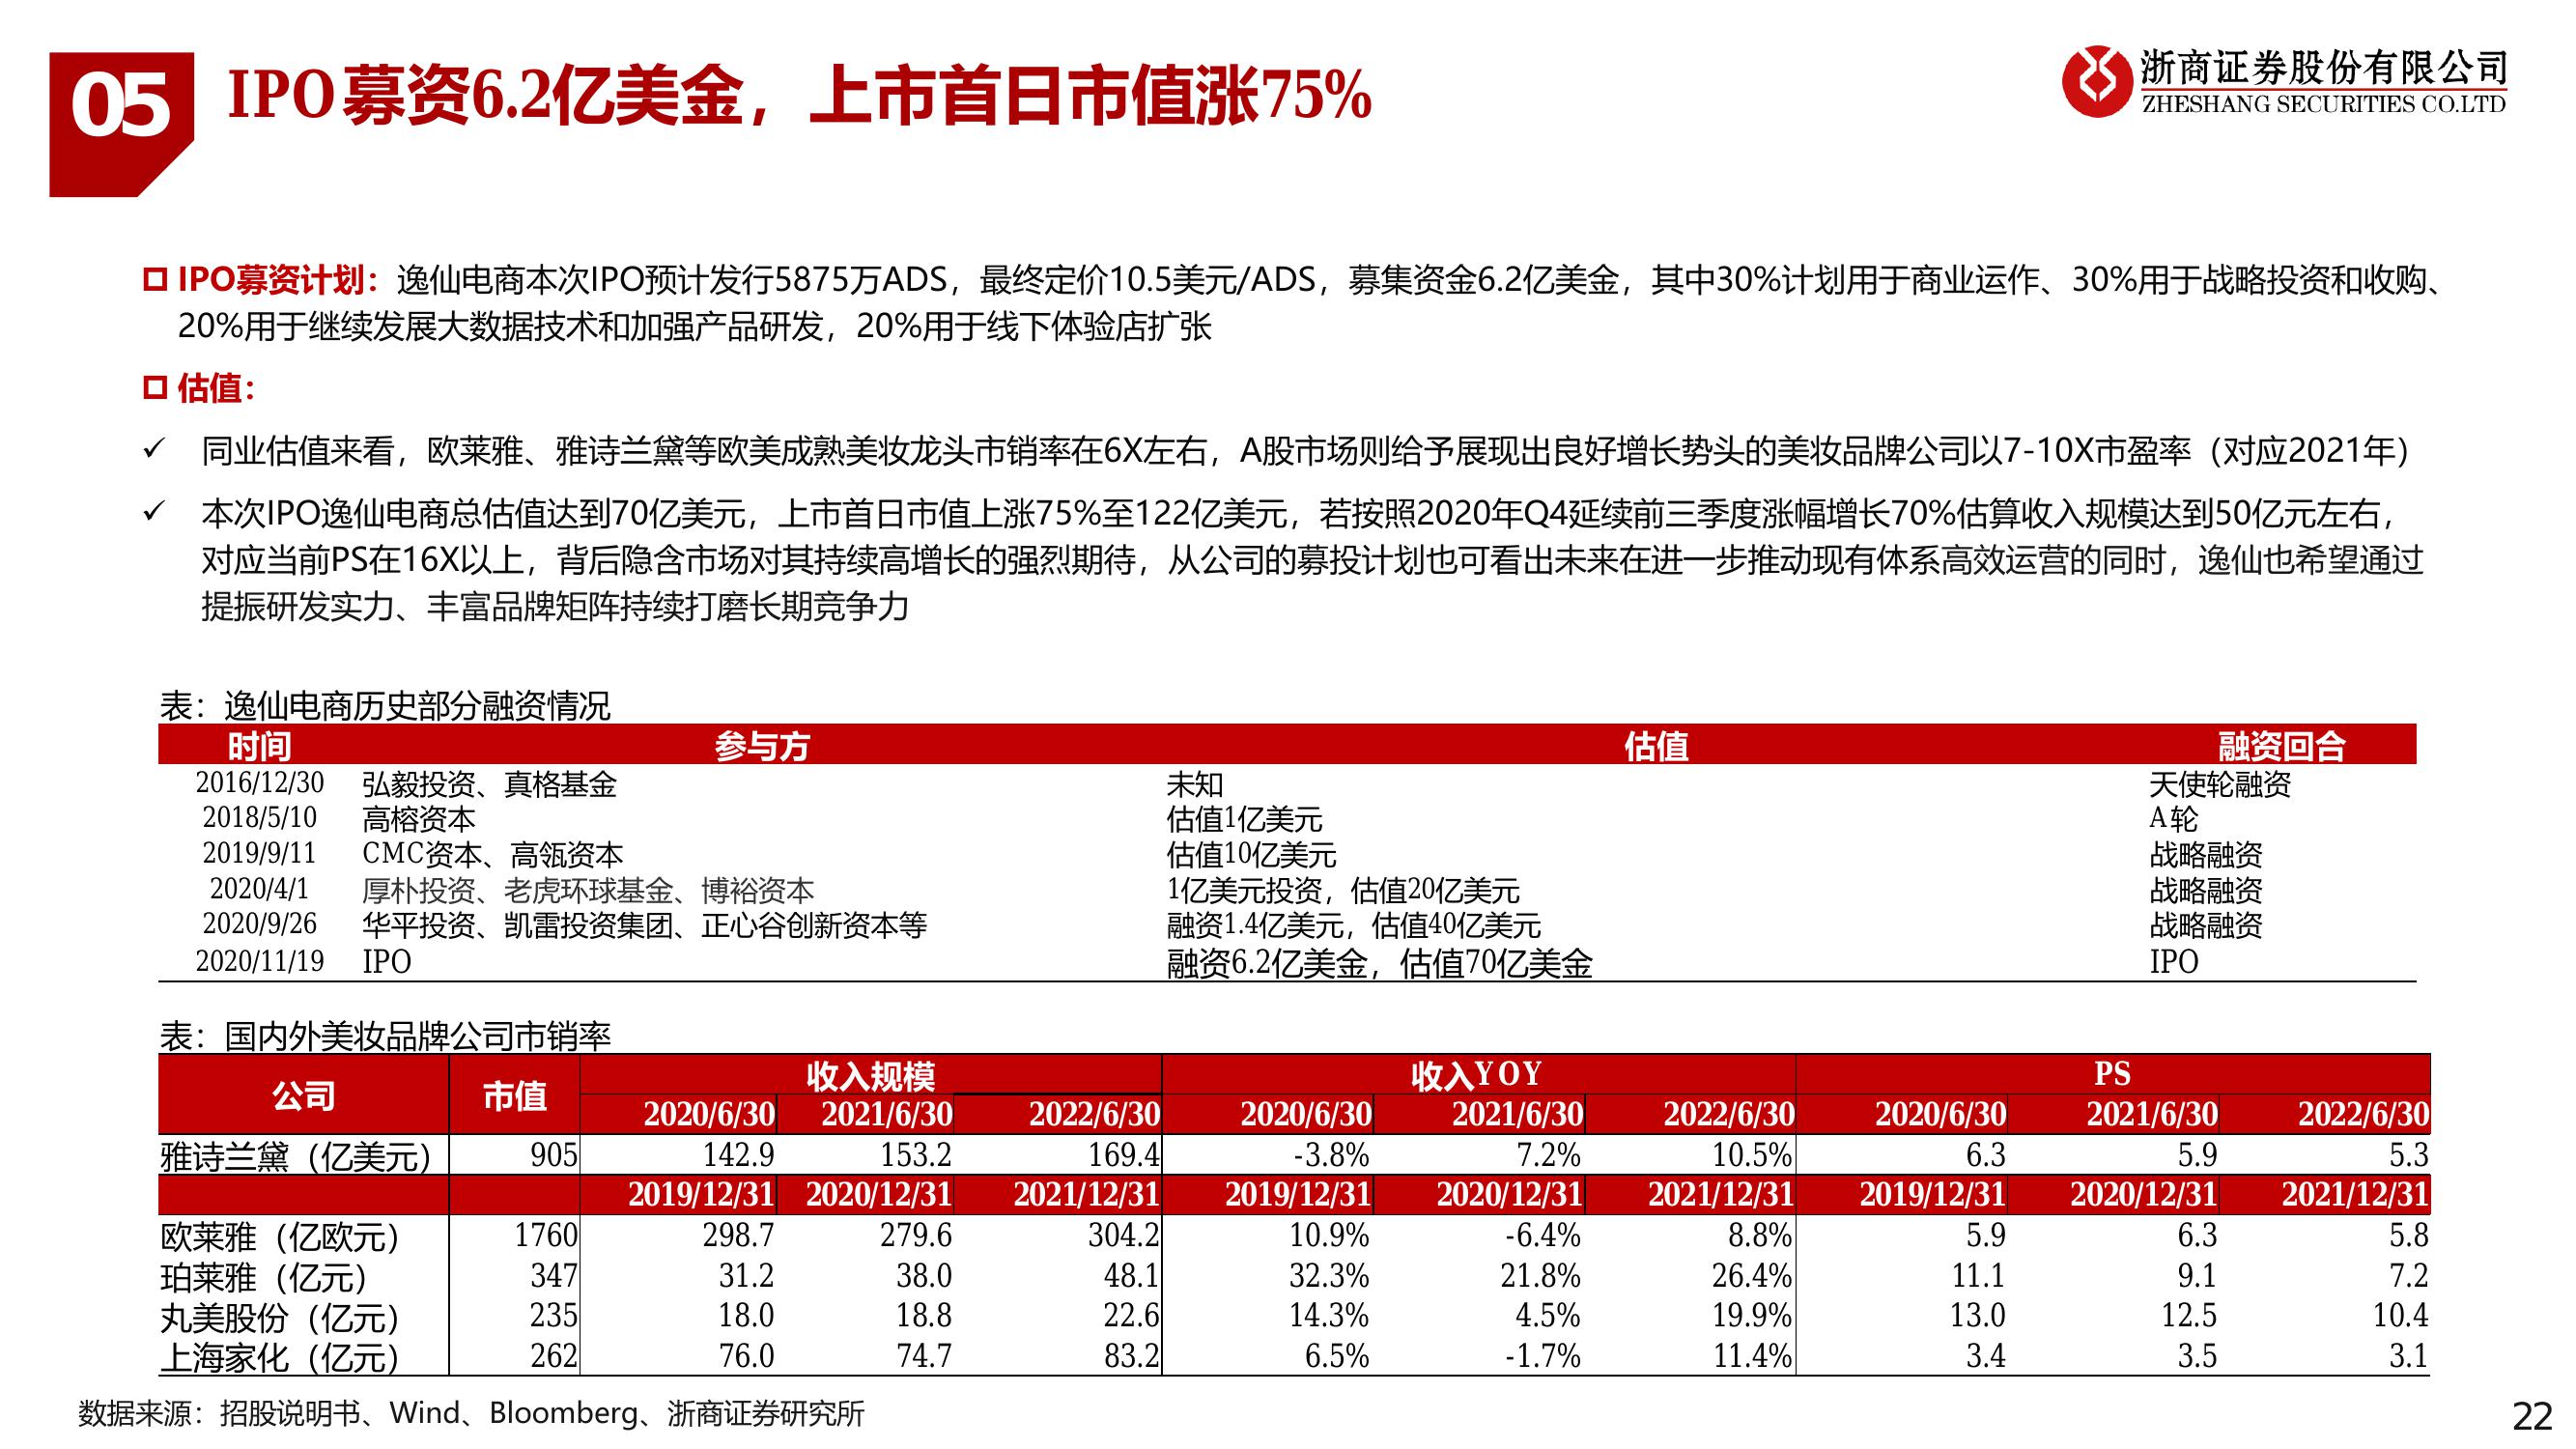 05
IPO募资6.2亿美金，上市首日市值涨75%
浙商证券股份有限公司
ZHESHANG SECURITIES CO.LTD
IPO募资计划：逸仙电商本次IPO预计发行5875万ADS，最终定价10.5美元/ADS，募集资金6.2亿美金，其中30%计划用于商业运作、30%用于战略投资和收购、
20%用于继续发展大数据技术和加强产品研发，20%用于线下体验店扩张
估值：
✓ 同业估值来看，欧莱雅、雅诗兰黛等欧美成熟美妆龙头市销率在6X左右，A股市场则给予展现出良好增长势头的美妆品牌公司以7-10X市盈率（对应2021年）
✓ 本次IPO逸仙电商总估值达到70亿美元，上市首日市值上涨75%至122亿美元，若按照2020年Q4延续前三季度涨幅增长70%估算收入规模达到50亿元左右，
对应当前PS在16X以上，背后隐含市场对其持续高增长的强烈期待，从公司的募投计划也可看出未来在进一步推动现有体系高效运营的同时，逸仙也希望通过
提振研发实力、丰富品牌矩阵持续打磨长期竞争力
表：逸仙电商历史部分融资情况
时间 参与方 估值 融资回合
2016/12/30 弘毅投资、真格基金 未知 天使轮融资
2018/5/10 高榕资本 估值1亿美元 A轮
2019/9/11 CMC资本、高瓴资本 估值10亿美元 战略融资
2020/4/1 厚朴投资、老虎环球基金、博裕资本 1亿美元投资，估值20亿美元 战略融资
2020/9/26 华平投资、凯雷投资集团、正心谷创新资本等 融资1.4亿美元，估值40亿美元 战略融资
2020/11/19 IPO 融资6.2亿美金，估值70亿美金 IPO
表：国内外美妆品牌公司市销率
公司 市值 收入规模 收入YOY PS
2020/6/30 2021/6/30 2022/6/30 2020/6/30 2021/6/30 2022/6/30 2020/6/30 2021/6/30 2022/6/30
雅诗兰黛（亿美元） 905 142.9 153.2 169.4 -3.8% 7.2% 10.5% 6.3 5.9 5.3
2019/12/31 2020/12/31 2021/12/31 2019/12/31 2020/12/31 2021/12/31 2019/12/31 2020/12/31 2021/12/31
欧莱雅（亿欧元） 1760 298.7 279.6 304.2 10.9% -6.4% 8.8% 5.9 6.3 5.8
珀莱雅（亿元） 347 31.2 38.0 48.1 32.3% 21.8% 26.4% 11.1 9.1 7.2
丸美股份（亿元） 235 18.0 18.8 22.6 14.3% 4.5% 19.9% 13.0 12.5 10.4
上海家化（亿元） 262 76.0 74.7 83.2 6.5% -1.7% 11.4% 3.4 3.5 3.1
数据来源：招股说明书、Wind、Bloomberg、浙商证券研究所
22